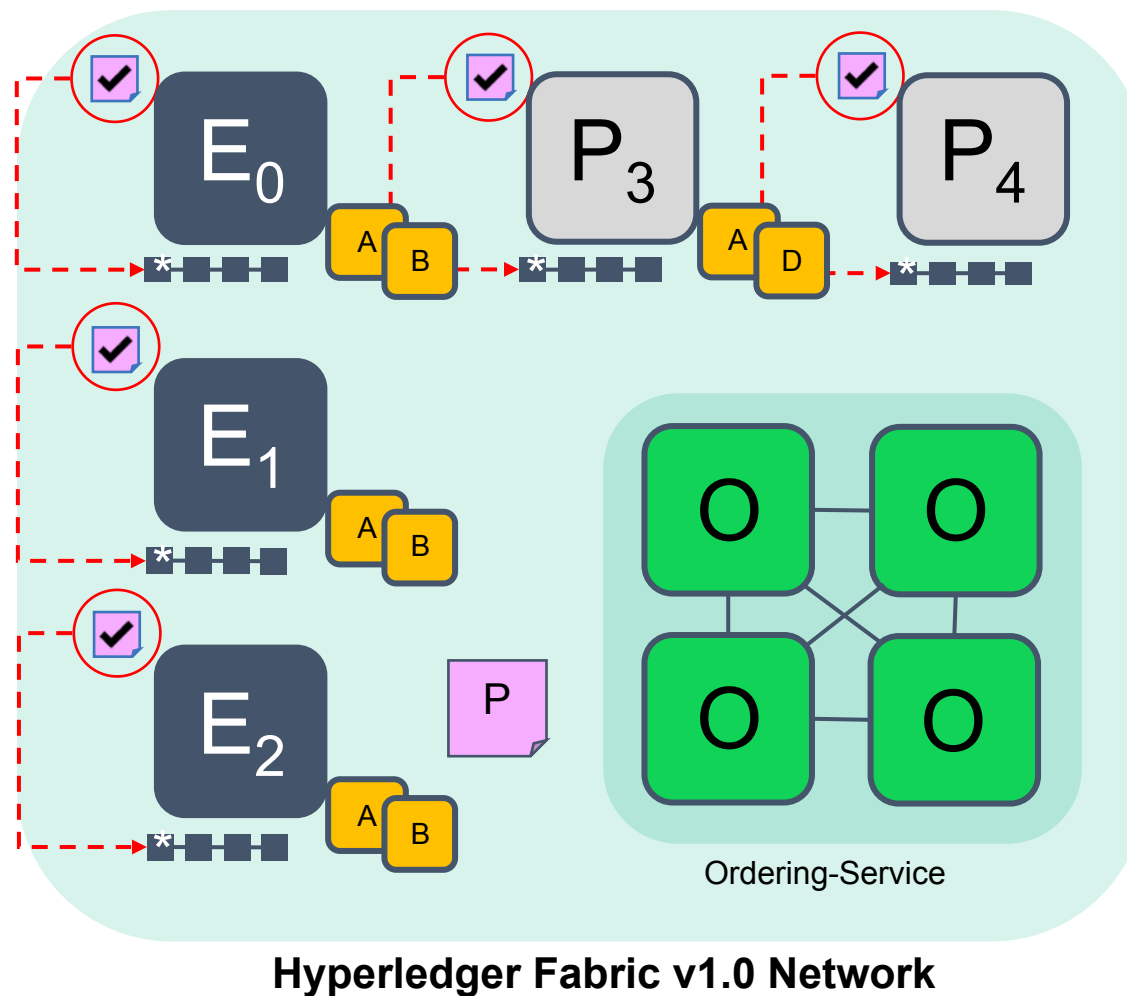 E0
P3
P4
A
B
A
D
*
*
*
E1
A
B
*
O
O
E2
P
O
O
A
B
*
Ordering-Service
Hyperledger Fabric v1.0 Network